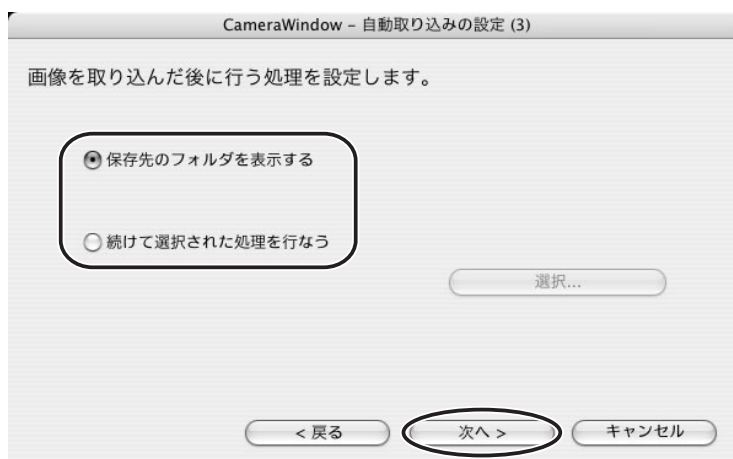 CameraWindow – 自動取り込みの設定 (3)
画像を取り込んだ後に行う処理を設定します。
保存先のフォルダを表示する
続けて選択された処理を行なう
選択...
< 戻る
次へ >
キャンセル